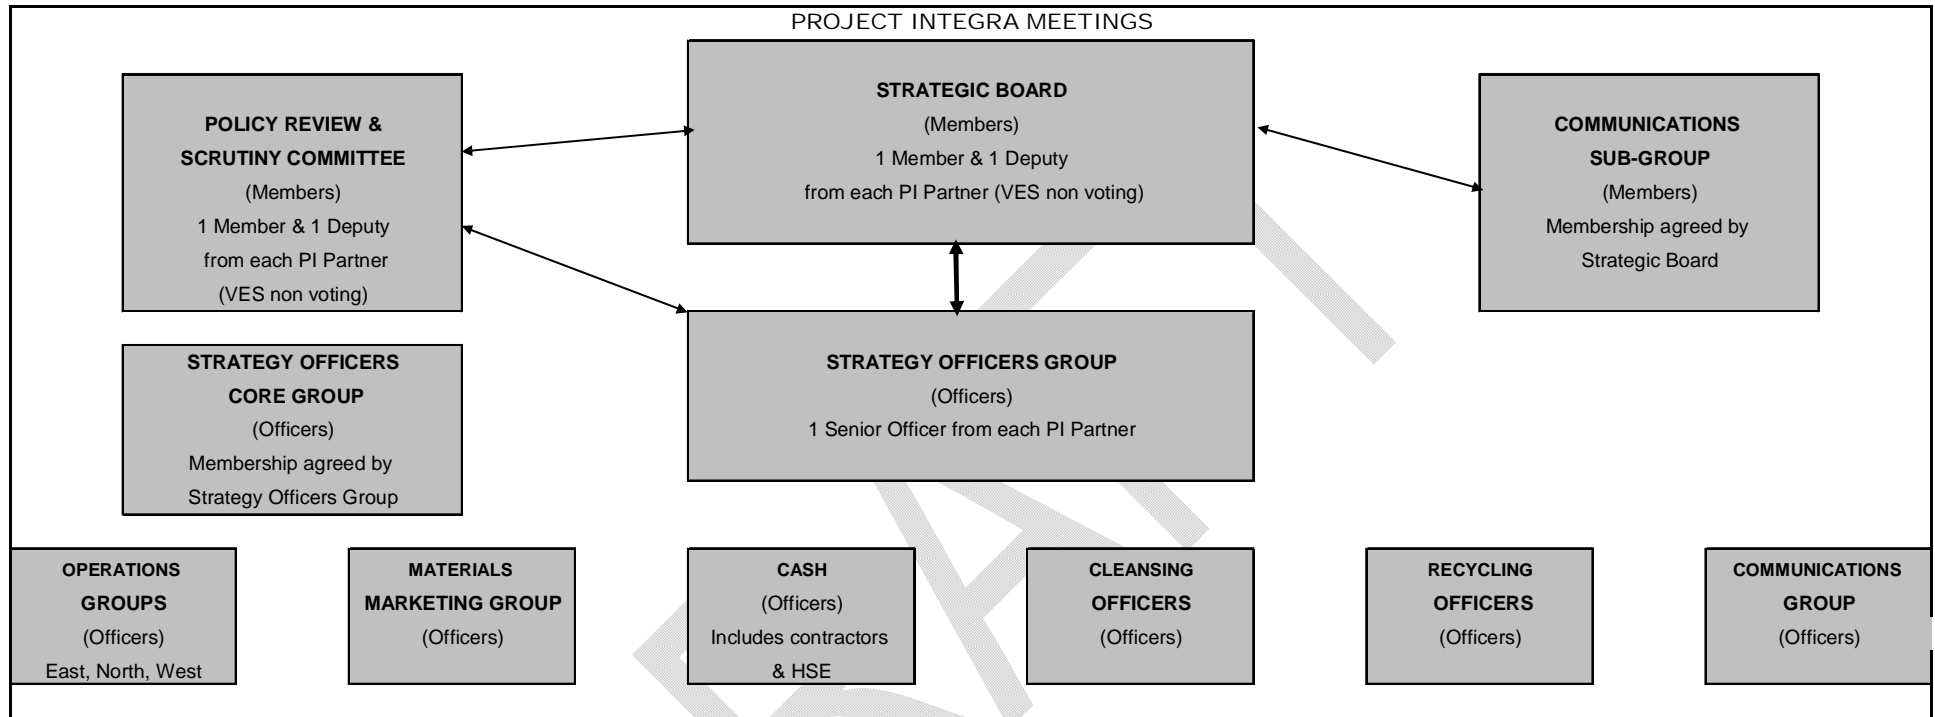 PROJECT INTEGRA MEETINGS
POLICY REVIEW &
SCRUTINY COMMITTEE
(Members)
1 Member & 1 Deputy
from each PI Partner
(VES non voting)
STRATEGIC BOARD
(Members)
1 Member & 1 Deputy
from each PI Partner (VES non voting)
COMMUNICATIONS
SUB-GROUP
(Members)
Membership agreed by
Strategic Board
STRATEGY OFFICERS
CORE GROUP
(Officers)
Membership agreed by
Strategy Officers Group
STRATEGY OFFICERS GROUP
(Officers)
1 Senior Officer from each PI Partner
OPERATIONS
GROUPS
(Officers)
East, North, West
MATERIALS
MARKETING GROUP
(Officers)
CASH
(Officers)
Includes contractors
& HSE
CLEANSING
OFFICERS
(Officers)
RECYCLING
OFFICERS
(Officers)
COMMUNICATIONS
GROUP
(Officers)